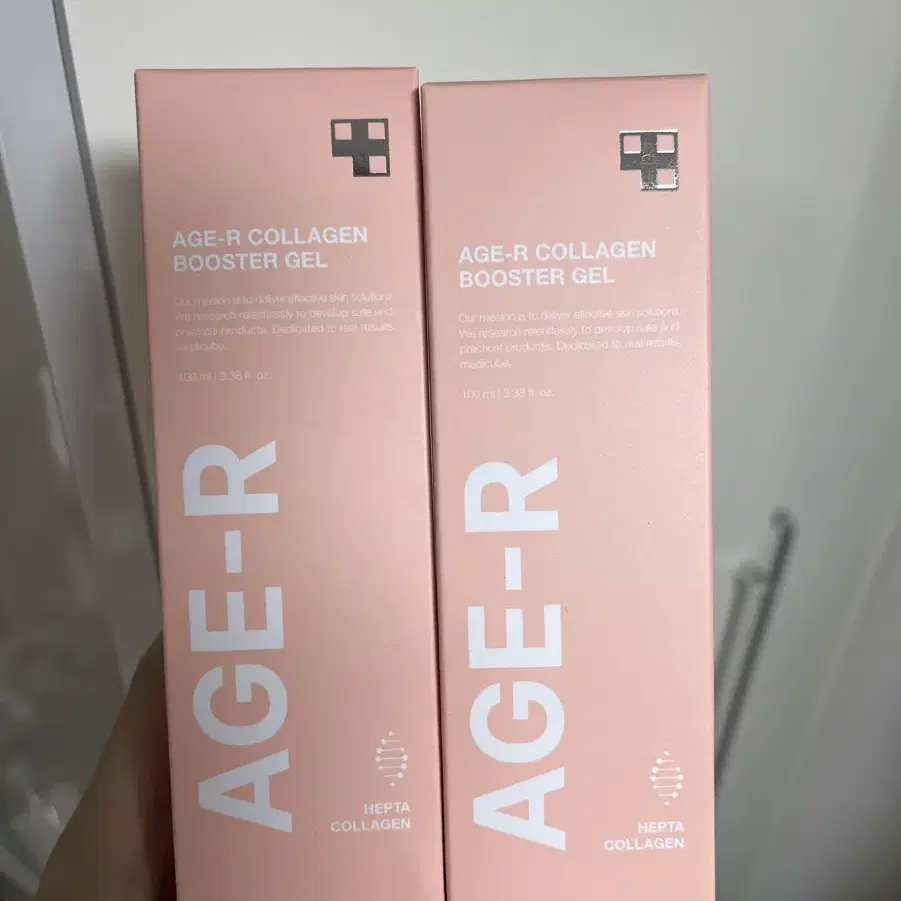 AGE-R COLLAGEN
BOOSTER GEL
Our mission is to deliver effective skin solutions.
We research relentlessly to develop safe and
practical products. Dedicated to real results,
medicube.
100 ml | 3.38 fl. oz.
AGE-R
HEPTA
COLLAGEN
AGE-R COLLAGEN
BOOSTER GEL
Our mission is to deliver effective skin solutions.
We research relentlessly to develop safe and
practical products. Dedicated to real results,
medicube.
100 ml | 3.38 fl. oz.
AGE-R
HEPTA
COLLAGEN